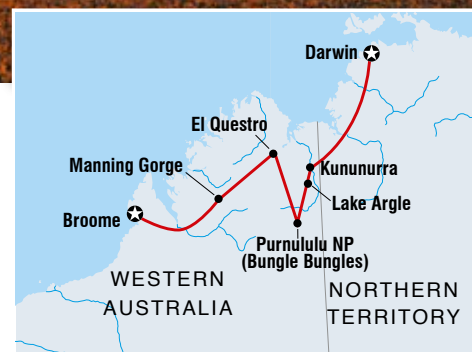 Darwin
El Questro
Manning Gorge
Kununurra
Lake Argle
Broome
Purnululu NP
(Bungle Bungles)
WESTERN
AUSTRALIA
NORTHERN
TERRITORY